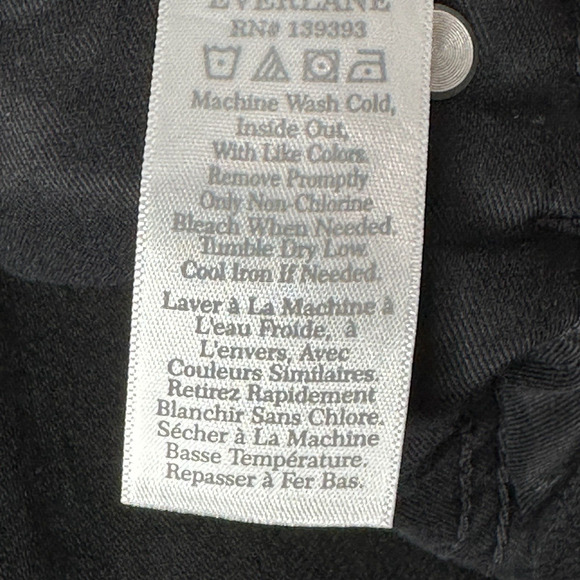 EVERLANE
RN# 139393
Machine Wash Cold,
Inside Out,
With Like Colors.
Remove Promptly
Only Non-Chlorine
Bleach When Needed.
Tumble Dry Low.
Cool Iron If Needed.
Laver à La Machine à
L'eau Froide, à
L'envers, Avec
Couleurs Similaires.
Retirez Rapidement
Blanchir Sans Chlore.
Sécher à La Machine
Basse Température.
Repasser à Fer Bas.